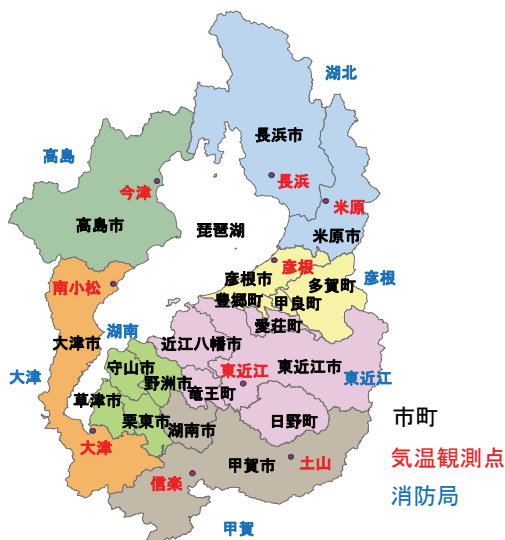 湖北
長浜市
高島
長浜
今津
米原
高島市
琵琶湖
米原市
彦根
彦根市
多賀町
彦根
南小松
豊郷町
甲良町
愛荘町
湖南
大津市
近江八幡市
守山市
東近江市
大津
野洲市
東近江
東近江
竜王町
草津市
栗東市
日野町
湖南市
大津
甲賀市
土山
信楽
甲賀
市町
気温観測点
消防局